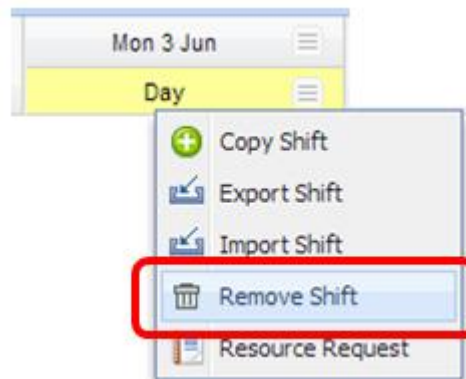 Mon 3 Jun
Day
Copy Shift
Export Shift
Import Shift
Remove Shift
Resource Request